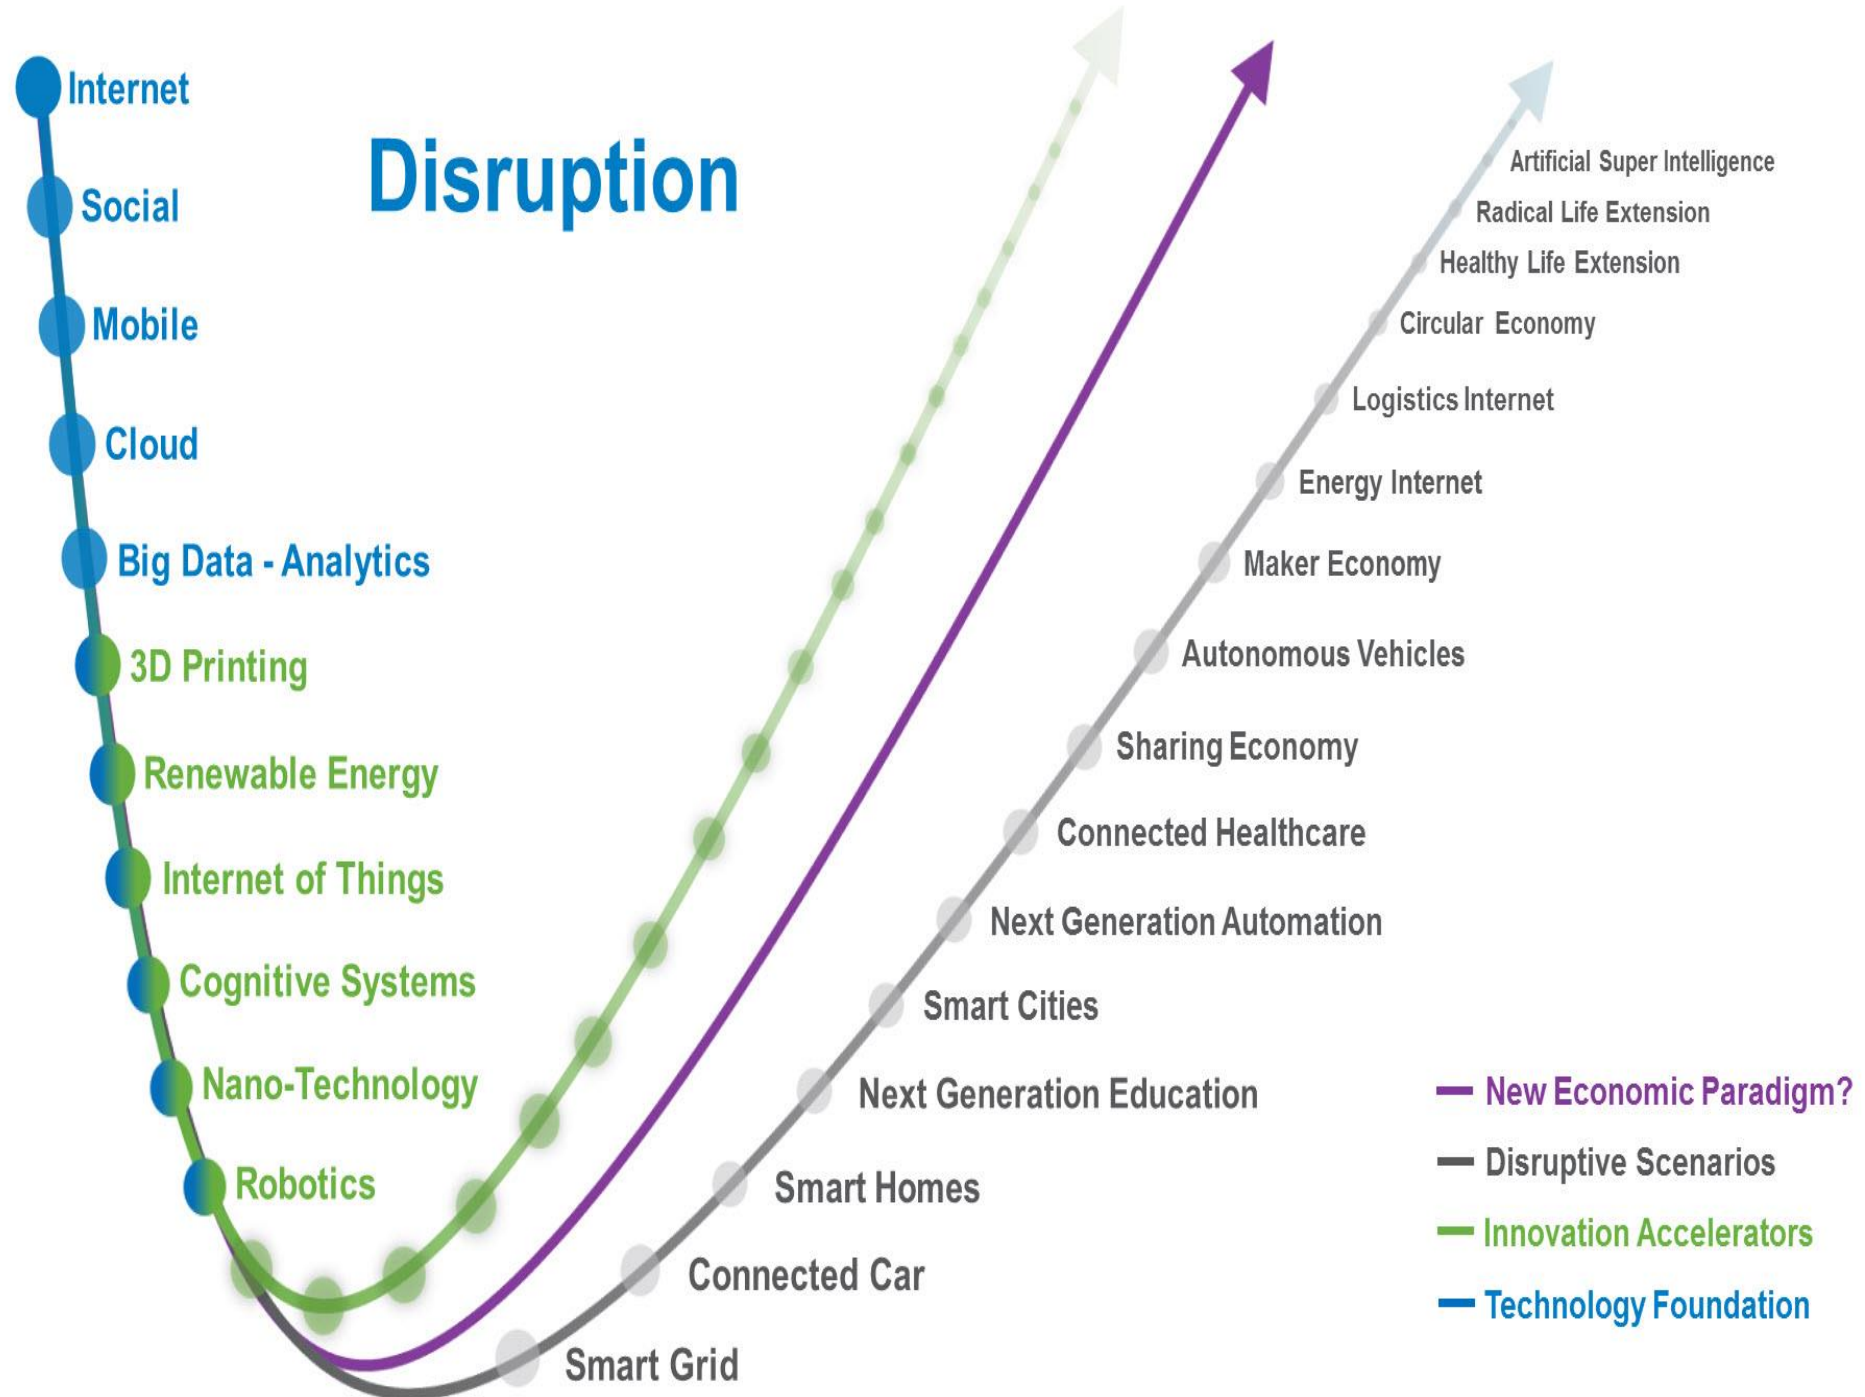 Disruption
Internet
Social
Mobile
Cloud
Big Data - Analytics
3D Printing
Renewable Energy
Internet of Things
Cognitive Systems
Nano-Technology
Robotics
Artificial Super Intelligence
Radical Life Extension
Healthy Life Extension
Circular Economy
Logistics Internet
Energy Internet
Maker Economy
Autonomous Vehicles
Sharing Economy
Connected Healthcare
Next Generation Automation
Smart Cities
Next Generation Education
Smart Homes
Connected Car
Smart Grid
New Economic Paradigm?
Disruptive Scenarios
Innovation Accelerators
Technology Foundation